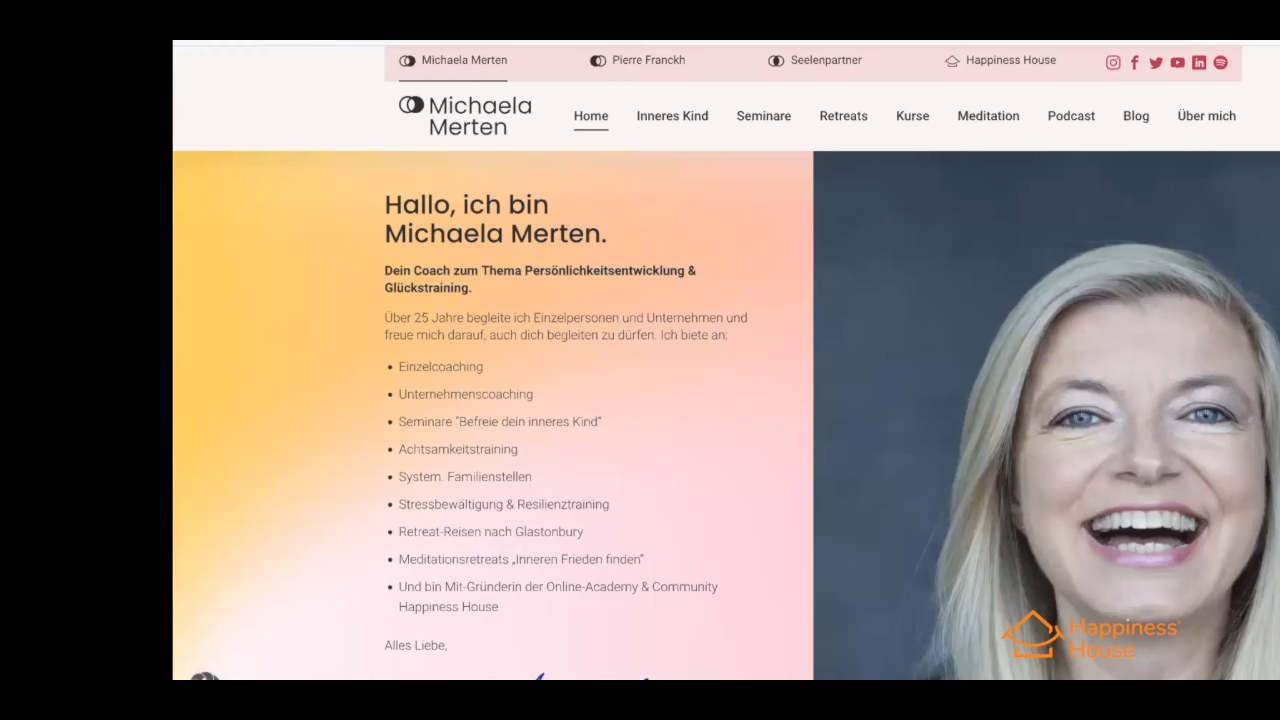 Michaela Merten Pierre Franckh Seelenpartner Happiness House
Michaela
Merten
Home Inneres Kind Seminare Retreats Kurse Meditation Podcast Blog Über mich
Hallo, ich bin
Michaela Merten.
Dein Coach zum Thema Persönlichkeitsentwicklung &
Glückstraining.
Über 25 Jahre begleite ich Einzelpersonen und Unternehmen und
freue mich darauf, auch dich begleiten zu dürfen. Ich biete an:
Einzelcoaching
Unternehmenscoaching
Seminare “Befreie dein inneres Kind”
Achtsamkeitstraining
System. Familienstellen
Stressbewältigung & Resilienztraining
Retreat-Reisen nach Glastonbury
Meditationsretreats „Inneren Frieden finden”
Und bin Mit-Gründerin der Online-Academy & Community
Happiness House
Alles Liebe,
Happiness
House